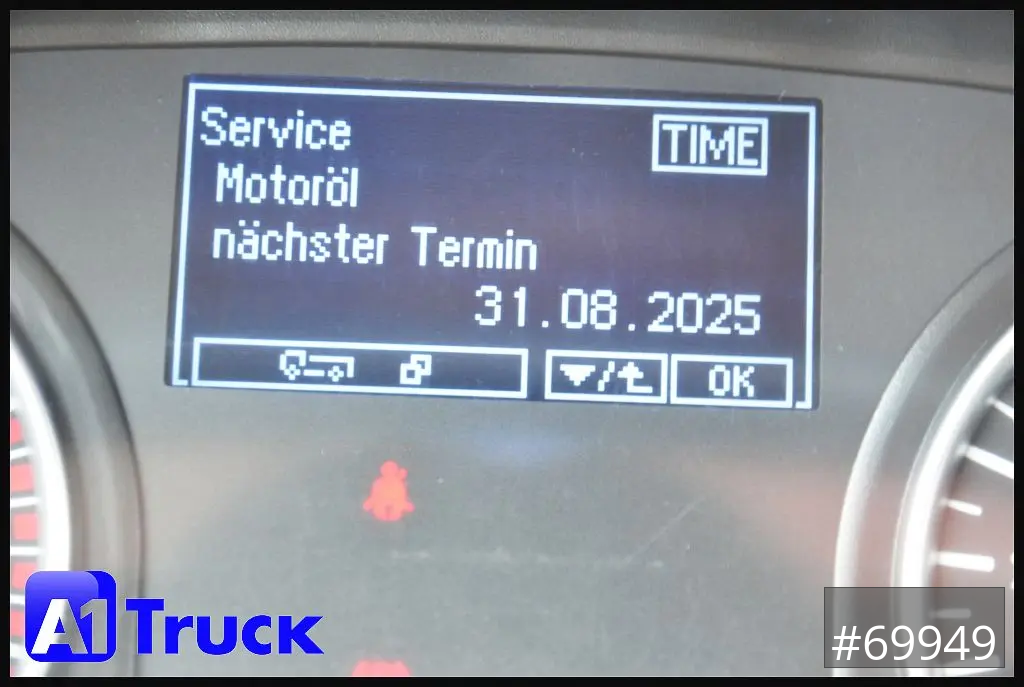 Service
TIME
Motoröl
nächster Termin
31.08.2025
OK
A1 Truck
#69949